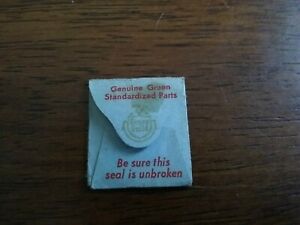 Genuine Gruen
Standardized Parts
Be sure this
seal is unbroken